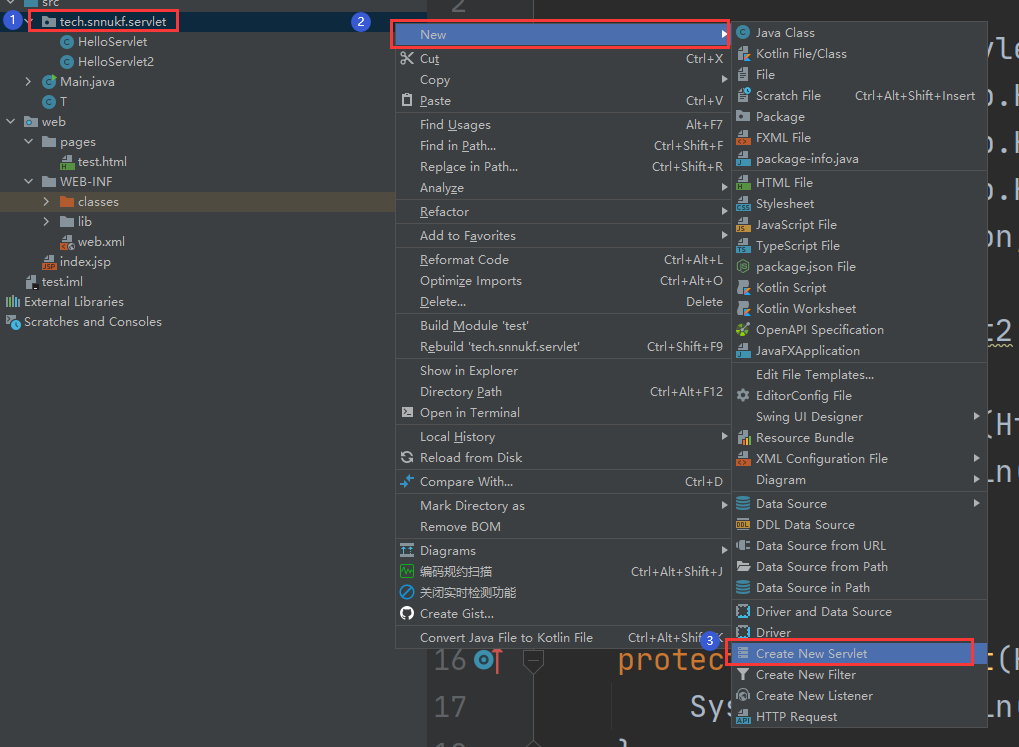 src
1
tech.snnukf.servlet
HelloServlet
HelloServlet2
Main.java
T
web
pages
test.html
WEB-INF
classes
lib
web.xml
index.jsp
test.iml
External Libraries
Scratches and Consoles
2
2
New
Cut Ctrl+X
Copy
Paste Ctrl+V
Find Usages Alt+F7
Find in Path... Ctrl+Shift+F
Replace in Path... Ctrl+Shift+R
Analyze
Refactor
Add to Favorites
Reformat Code Ctrl+Alt+L
Optimize Imports Ctrl+Alt+O
Delete... Delete
Build Module 'test'
Rebuild 'tech.snnukf.servlet' Ctrl+Shift+F9
Show in Explorer
Directory Path Ctrl+Alt+F12
Open in Terminal
Local History
Reload from Disk
Compare With... Ctrl+D
Mark Directory as
Remove BOM
Diagrams
编码规约扫描 Ctrl+Alt+Shift+J
关闭实时检测功能
Create Gist...
Convert Java File to Kotlin File Ctrl+Alt+Shif K
3
Java Class
Kotlin File/Class
File
Scratch File Ctrl+Alt+Shift+Insert
Package
FXML File
package-info.java
HTML File
Stylesheet
JavaScript File
TypeScript File
package.json File
Kotlin Script
Kotlin Worksheet
OpenAPI Specification
JavaFXApplication
Edit File Templates...
EditorConfig File
Swing UI Designer
Resource Bundle
XML Configuration File
Diagram
Data Source
DDL Data Source
Data Source from URL
Data Source from Path
Data Source in Path
Driver and Data Source
Driver
Create New Servlet
Create New Filter
Create New Listener
HTTP Request
16 protec
17 Sys